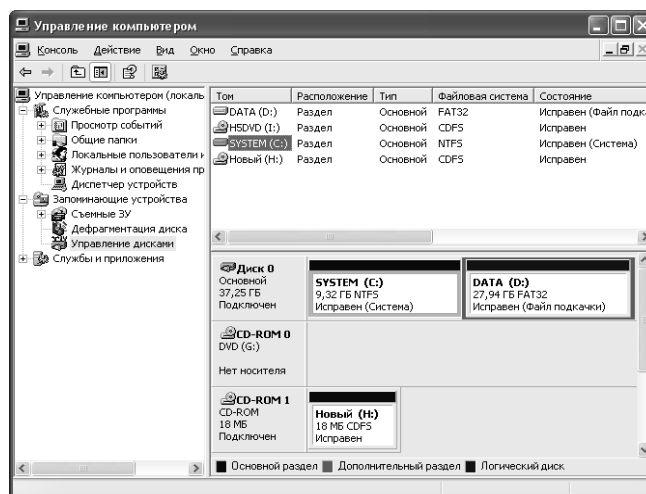 Управление компьютером
Консоль Действие Вид Окно Справка
Управление компьютером (локаль
Служебные программы
Просмотр событий
Общие папки
Локальные пользователи и
Журналы и оповещения пр
Диспетчер устройств
Запоминающие устройства
Съемные ЗУ
Дефрагментация диска
Управление дисками
Службы и приложения
Том Расположение Тип Файловая система Состояние
DATA (D:) Раздел Основной FAT32 Исправен (Файл подк
H5DVD (I:) Раздел Основной CDFS Исправен
SYSTEM (C:) Раздел Основной NTFS Исправен (Система)
Новый (H:) Раздел Основной CDFS Исправен
Диск 0
Основной
37,25 ГБ
Подключен
SYSTEM (C:)
9,32 ГБ NTFS
Исправен (Система)
DATA (D:)
27,94 ГБ FAT32
Исправен (Файл подкачки)
CD-ROM 0
DVD (G:)
Нет носителя
CD-ROM 1
CD-ROM
18 МБ
Подключен
Новый (H:)
18 МБ CDFS
Исправен
Основной раздел Дополнительный раздел Логический диск